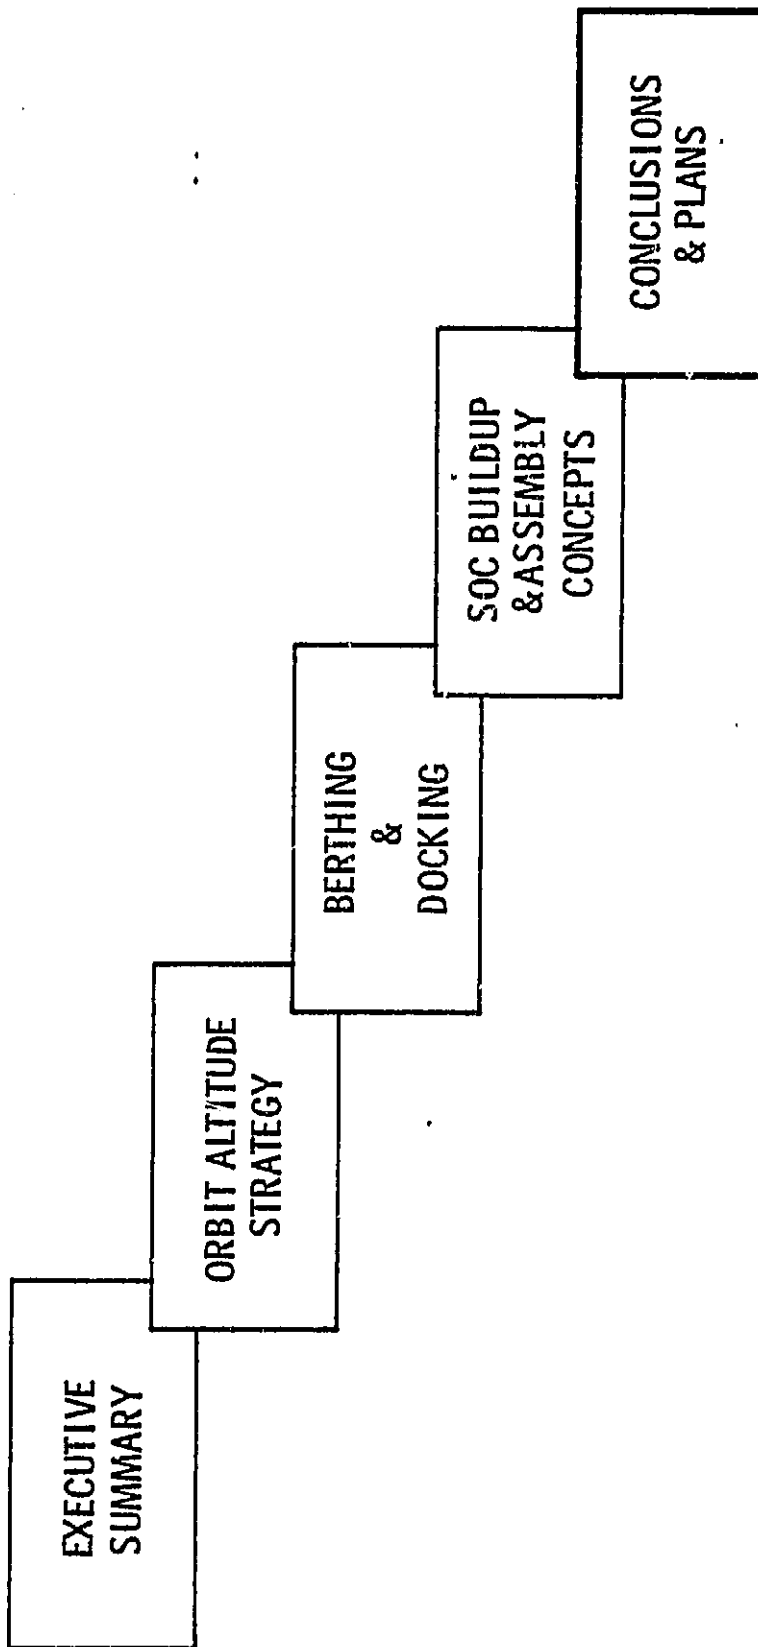 EXECUTIVE
SUMMARY
ORBIT ALTITUDE
STRATEGY
BERTHING
&
DOCKING
SOC BUILDUP
&ASSEMBLY
CONCEPTS
CONCLUSIONS
& PLANS